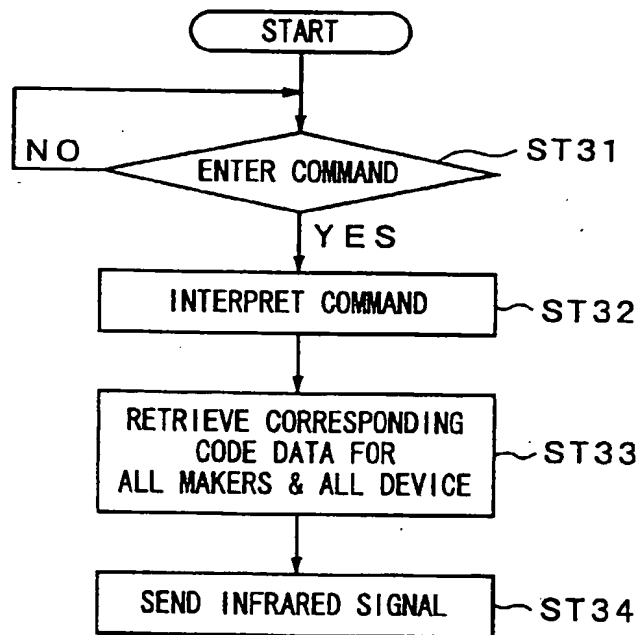 START
NO
ENTER COMMAND
ST31
YES
INTERPRET COMMAND
ST32
RETRIEVE CORRESPONDING
CODE DATA FOR
ALL MAKERS & ALL DEVICE
ST33
SEND INFRARED SIGNAL
ST34